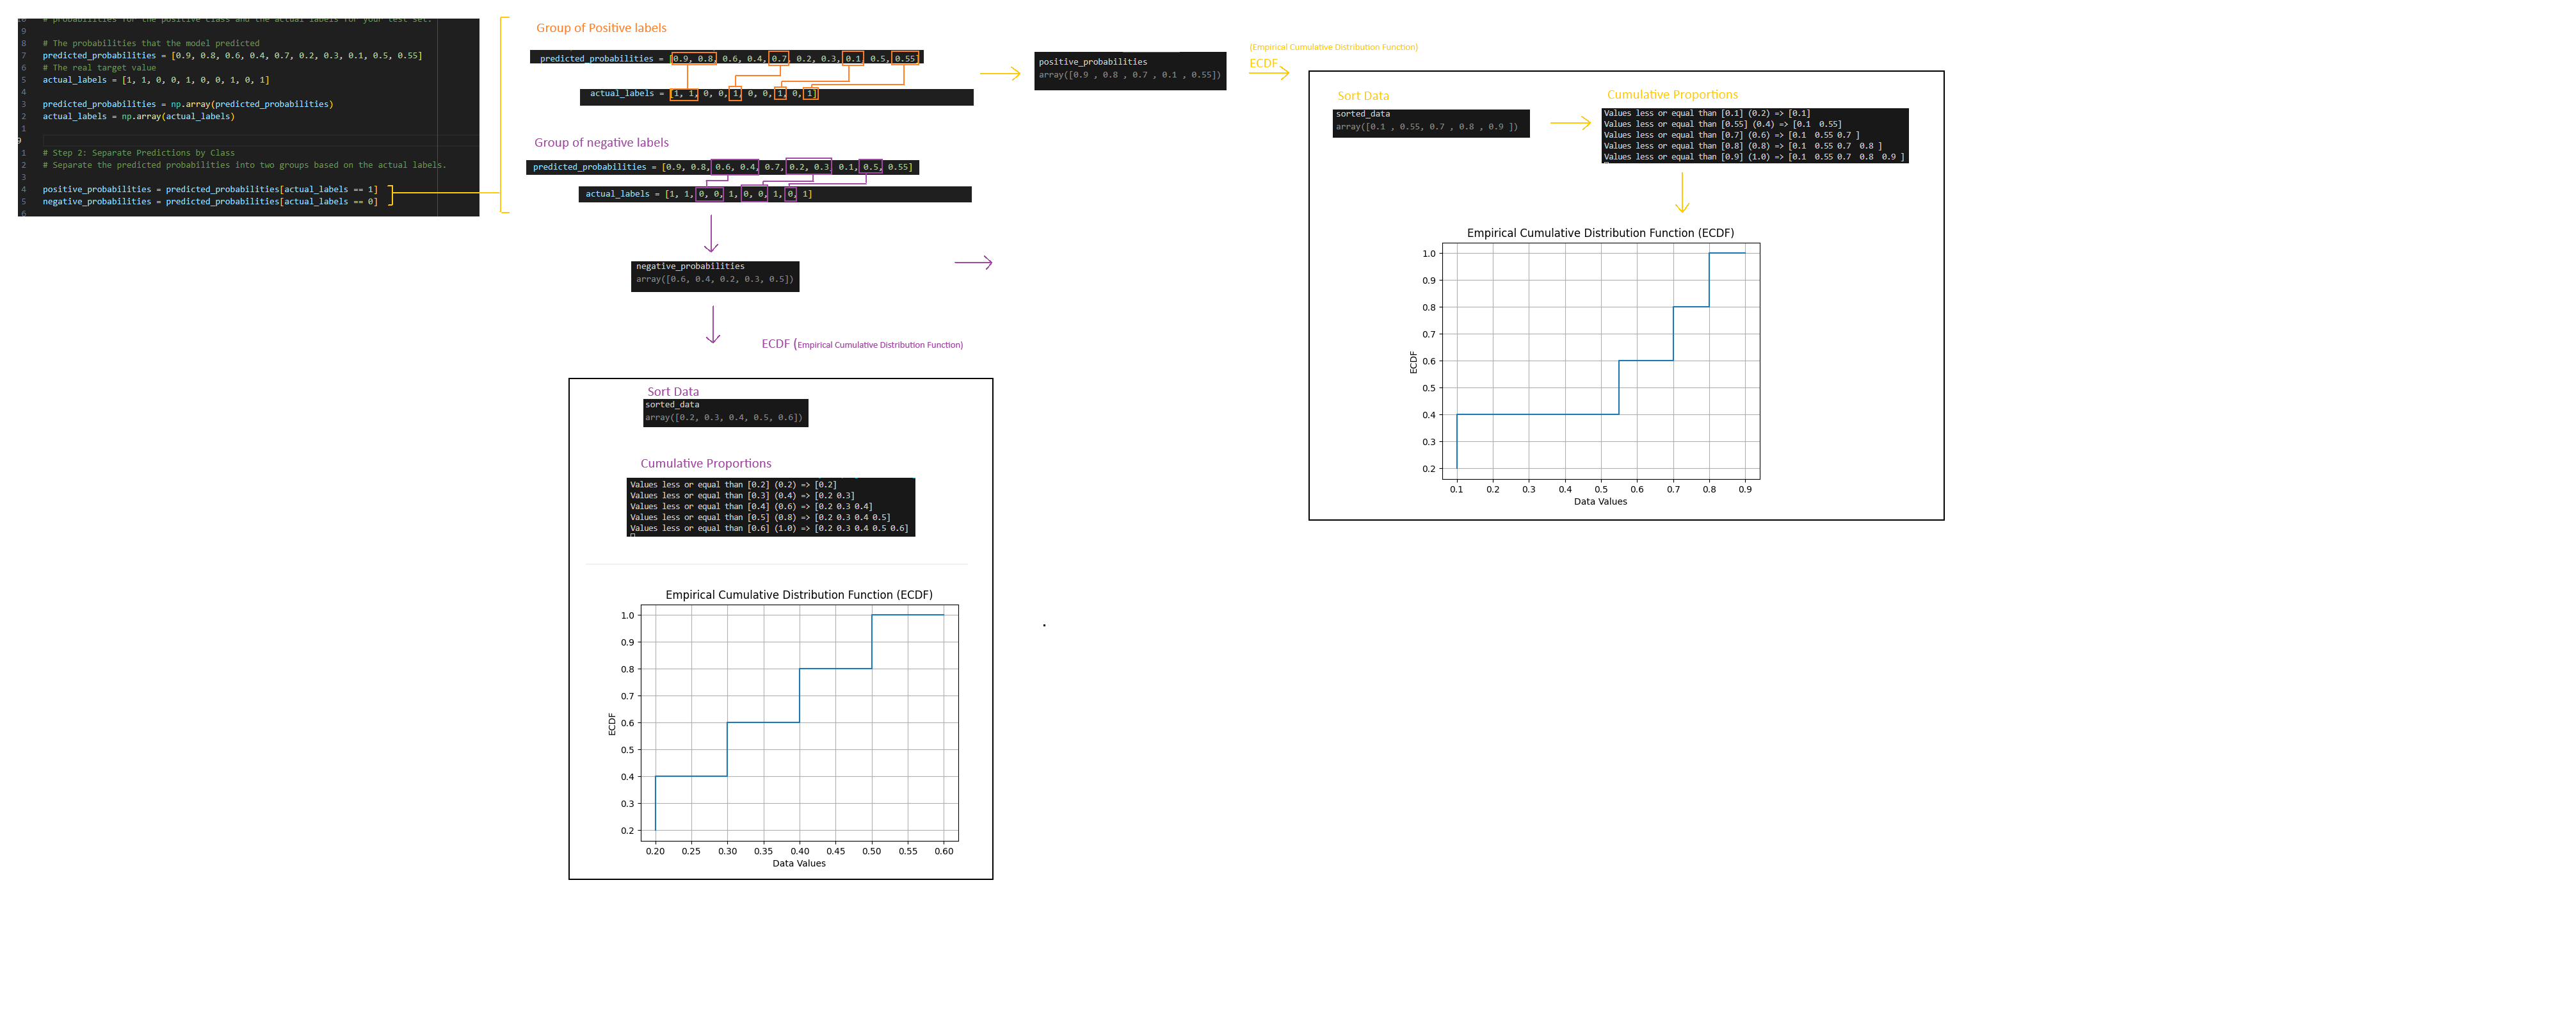 # probabilities for the positive class and the actual labels for your test set.
9
8 # The probabilities that the model predicted
7 predicted_probabilities = [0.9, 0.8, 0.6, 0.4, 0.7, 0.2, 0.3, 0.1, 0.5, 0.55]
6 # The real target value
5 actual_labels = [1, 1, 0, 0, 1, 0, 0, 1, 0, 1]
4
3 predicted_probabilities = np.array(predicted_probabilities)
2 actual_labels = np.array(actual_labels)
1
9
1 # Step 2: Separate Predictions by Class
2 # Separate the predicted probabilities into two groups based on the actual labels.
3
4 positive_probabilities = predicted_probabilities[actual_labels == 1]
5 negative_probabilities = predicted_probabilities[actual_labels == 0]
6
Group of Positive labels
predicted_probabilities = [0.9, 0.8, 0.6, 0.4, 0.7, 0.2, 0.3, 0.1, 0.5, 0.55]
actual_labels = [1, 1, 0, 0, 1, 0, 0, 1, 0, 1]
positive_probabilities
array([0.9 , 0.8 , 0.7 , 0.1 , 0.55])
Group of negative labels
predicted_probabilities = [0.9, 0.8, 0.6, 0.4, 0.7, 0.2, 0.3, 0.1, 0.5, 0.55]
actual_labels = [1, 1, 0, 0, 1, 0, 0, 1, 0, 1]
negative_probabilities
array([0.6, 0.4, 0.2, 0.3, 0.5])
ECDF (Empirical Cumulative Distribution Function)
Sort Data
sorted_data
array([0.2, 0.3, 0.4, 0.5, 0.6])
Cumulative Proportions
Values less or equal than [0.2] (0.2) => [0.2]
Values less or equal than [0.3] (0.4) => [0.2 0.3]
Values less or equal than [0.4] (0.6) => [0.2 0.3 0.4]
Values less or equal than [0.5] (0.8) => [0.2 0.3 0.4 0.5]
Values less or equal than [0.6] (1.0) => [0.2 0.3 0.4 0.5 0.6]
Empirical Cumulative Distribution Function (ECDF)
1.0
0.9
0.8
0.7
0.6
0.5
0.4
0.3
0.2
ECDF
0.20 0.25 0.30 0.35 0.40 0.45 0.50 0.55 0.60
Data Values
(Empirical Cumulative Distribution Function)
ECDF
Sort Data
sorted_data
array([0.1 , 0.55, 0.7 , 0.8 , 0.9 ])
Cumulative Proportions
Values less or equal than [0.1] (0.2) => [0.1]
Values less or equal than [0.55] (0.4) => [0.1 0.55]
Values less or equal than [0.7] (0.6) => [0.1 0.55 0.7 ]
Values less or equal than [0.8] (0.8) => [0.1 0.55 0.7 0.8 ]
Values less or equal than [0.9] (1.0) => [0.1 0.55 0.7 0.8 0.9 ]
Empirical Cumulative Distribution Function (ECDF)
1.0
0.9
0.8
0.7
0.6
0.5
0.4
0.3
0.2
ECDF
0.1 0.2 0.3 0.4 0.5 0.6 0.7 0.8 0.9
Data Values